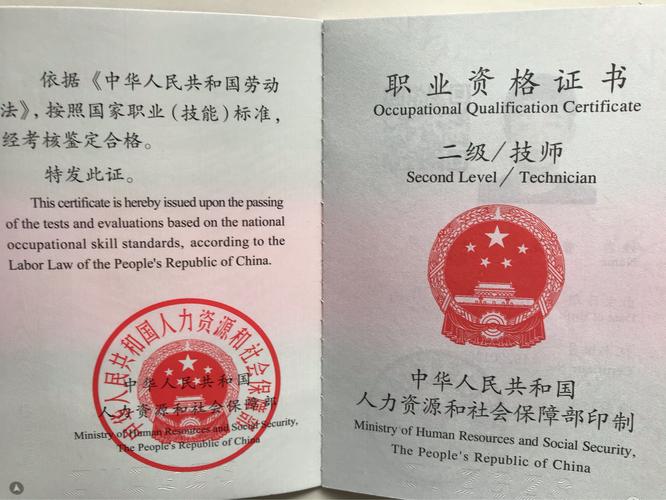 依据《中华人民共和国劳动
法》，按照国家职业（技能）标准，
经考核鉴定合格。
特发此证。
This certificate is hereby issued upon the passing
of the tests and evaluations based on the national
occupational skill standards, according to the
Labor Law of the People's Republic of China.
中华人民共和国人力资源和社会保障部
中华人民共和国
人力资源和社会保障部
Ministry of Human Resources and Social Security,
The People's Republic of China
职业资格证书
Occupational Qualification Certificate
二级/技师
Second Level/Technician
中华人民共和国
人力资源和社会保障部印制
Ministry of Human Resources and Social Security,
The People's Republic of China